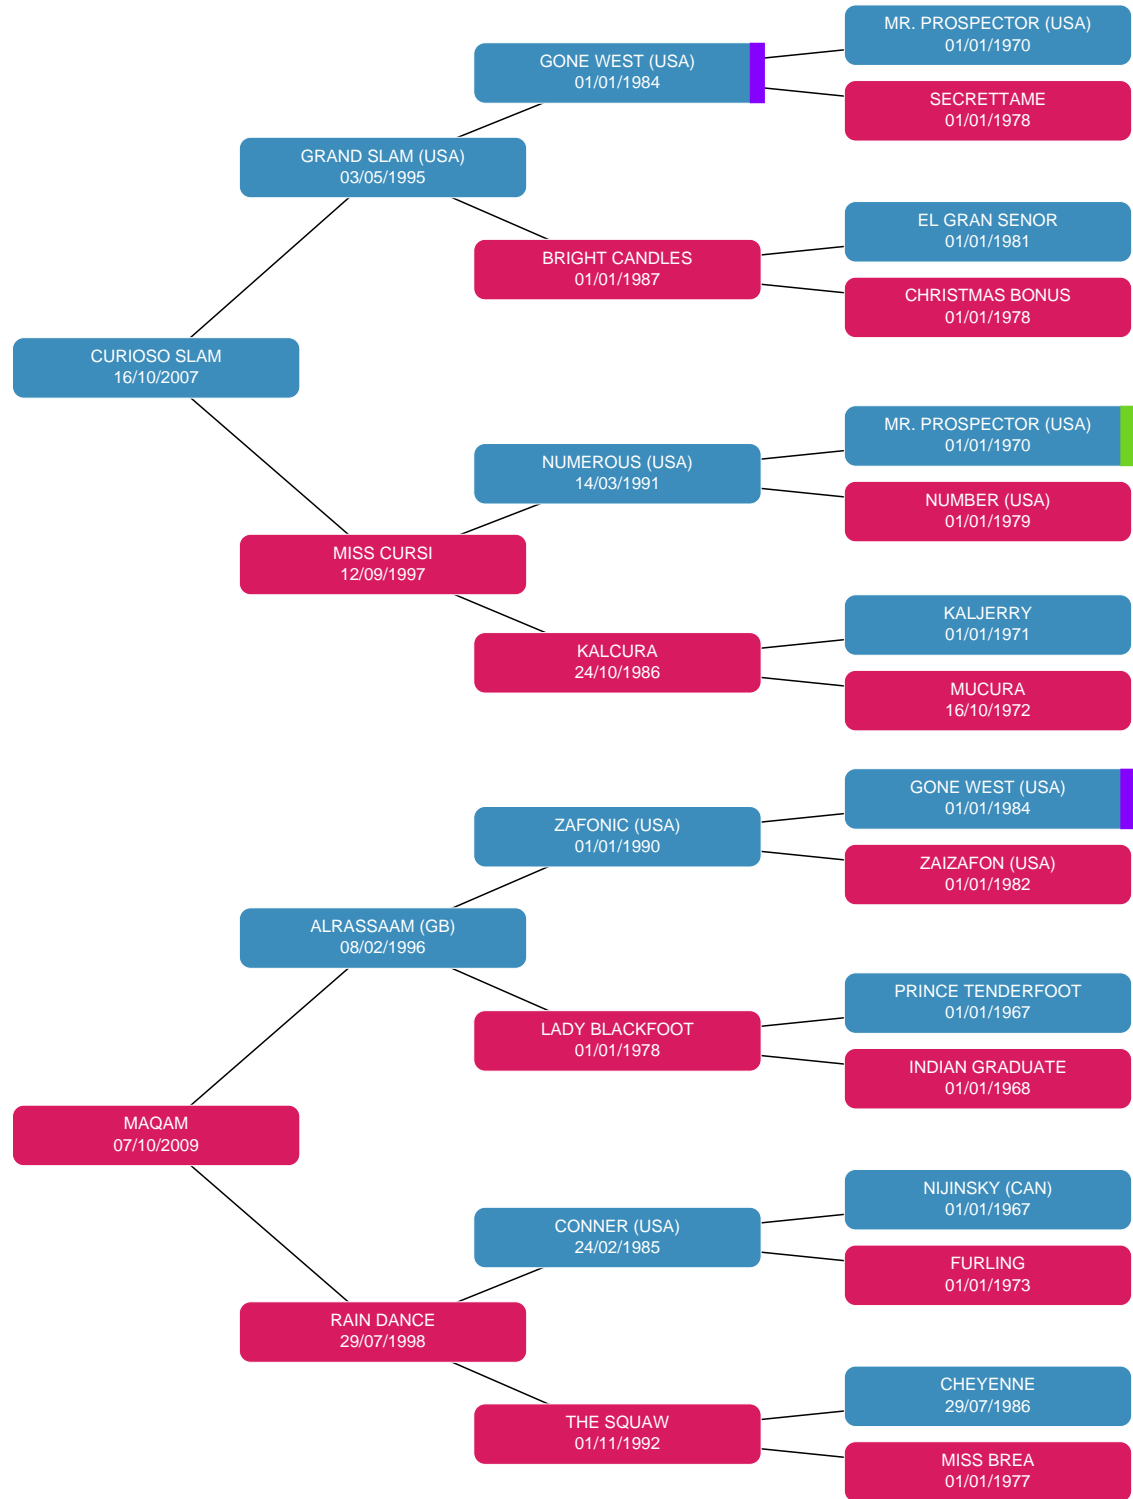 MR. PROSPECTOR (USA)
01/01/1970
GONE WEST (USA)
01/01/1984
SECRETTAME
01/01/1978
GRAND SLAM (USA)
03/05/1995
EL GRAN SENOR
01/01/1981
BRIGHT CANDLES
01/01/1987
CHRISTMAS BONUS
01/01/1978
CURIOSO SLAM
16/10/2007
MR. PROSPECTOR (USA)
01/01/1970
NUMEROUS (USA)
14/03/1991
NUMBER (USA)
01/01/1979
MISS CURSI
12/09/1997
KALJERRY
01/01/1971
KALCURA
24/10/1986
MUCURA
16/10/1972
GONE WEST (USA)
01/01/1984
ZAFONIC (USA)
01/01/1990
ZAIZAFON (USA)
01/01/1982
ALRASSAAM (GB)
08/02/1996
PRINCE TENDERFOOT
01/01/1967
LADY BLACKFOOT
01/01/1978
INDIAN GRADUATE
01/01/1968
MAQAM
07/10/2009
NIJINSKY (CAN)
01/01/1967
CONNER (USA)
24/02/1985
FURLING
01/01/1973
RAIN DANCE
29/07/1998
CHEYENNE
29/07/1986
THE SQUAW
01/11/1992
MISS BREA
01/01/1977